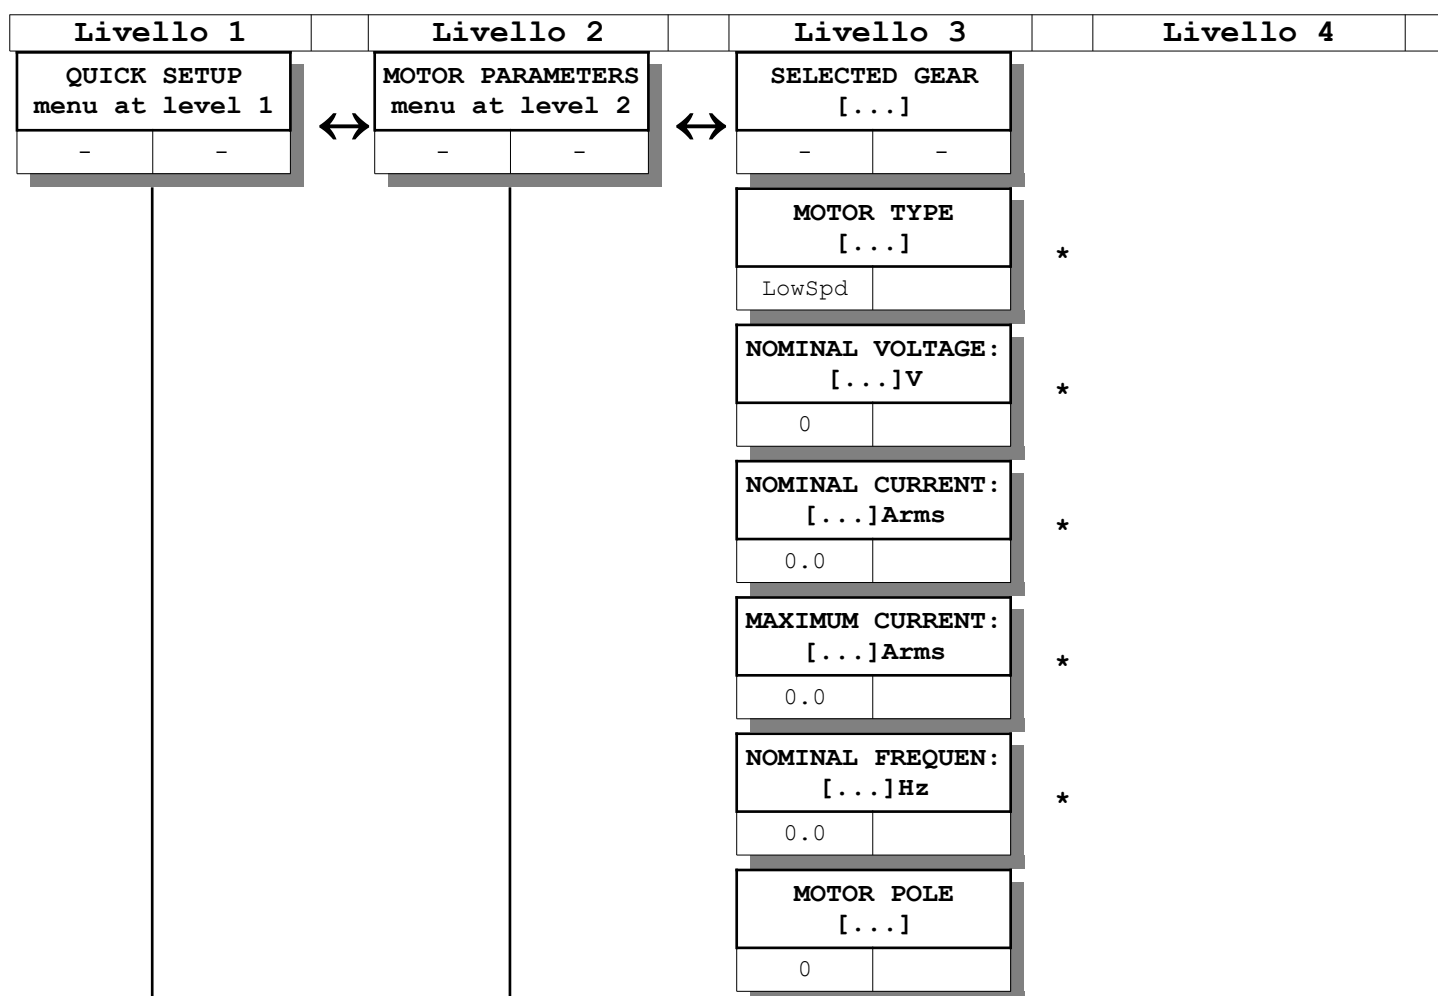 Livello 1 Livello 2 Livello 3 Livello 4
QUICK SETUP MOTOR PARAMETERS SELECTED GEAR
menu at level 1 ↔ menu at level 2 ↔ [...]
- - - - - -
MOTOR TYPE
[...] *
LowSpd
NOMINAL VOLTAGE:
[...]V *
0
NOMINAL CURRENT:
[...]Arms *
0.0
MAXIMUM CURRENT:
[...]Arms *
0.0
NOMINAL FREQUEN:
[...]Hz *
0.0
MOTOR POLE
[...]
0